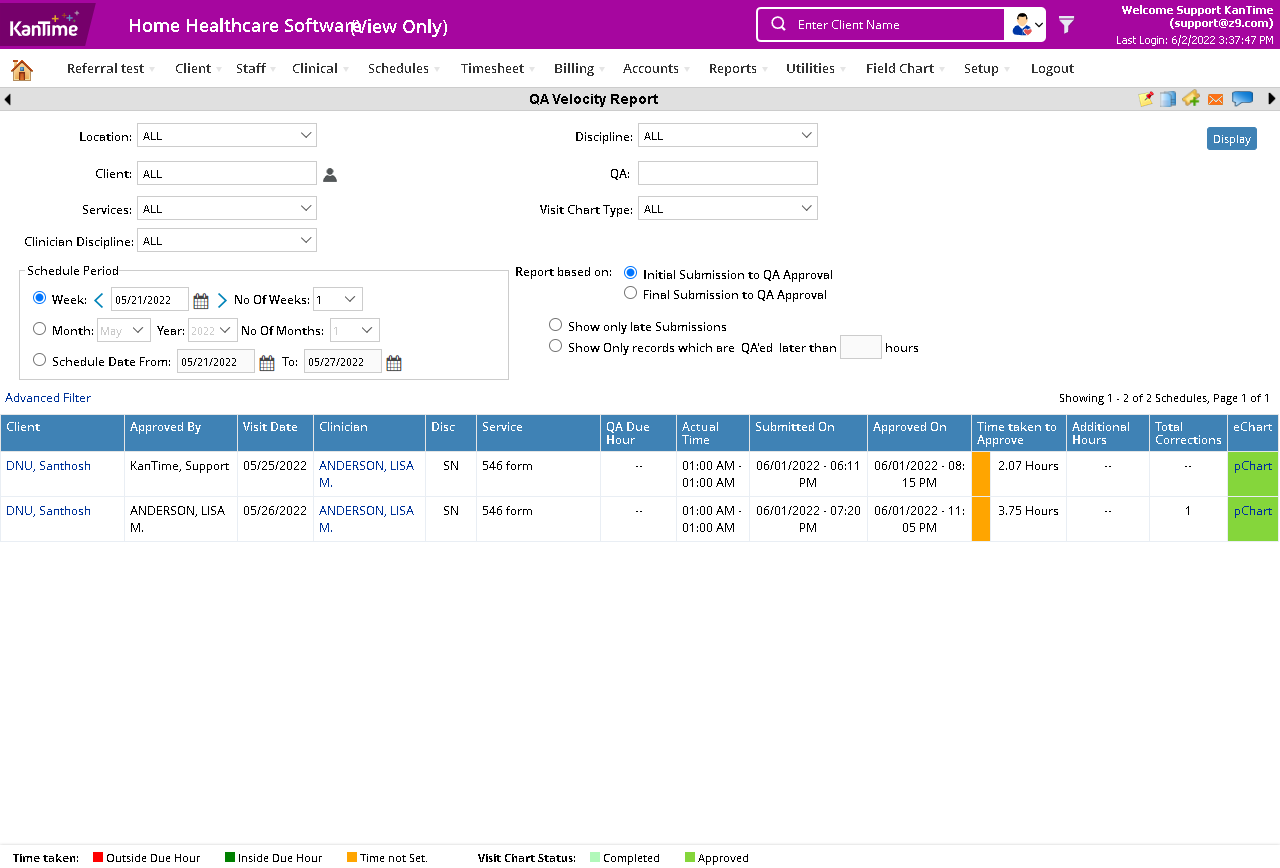 KanTime
Home Healthcare Software(View Only)
Enter Client Name
Welcome Support KanTime
(support@z9.com)
Last Login: 6/2/2022 3:37:47 PM
Referral test Client Staff Clinical Schedules Timesheet Billing Accounts Reports Utilities Field Chart Setup Logout
QA Velocity Report
Location: ALL Discipline: ALL Display
Client: ALL QA:
Services: ALL Visit Chart Type: ALL
Clinician Discipline: ALL
Schedule Period Report based on: Initial Submission to QA Approval
Final Submission to QA Approval
Week: 05/21/2022 No Of Weeks: 1
Month: May Year: 2022 No Of Months: 1 Show only late Submissions
Show Only records which are QA'ed later than hours
Schedule Date From: 05/21/2022 To: 05/27/2022
Advanced Filter Showing 1 - 2 of 2 Schedules, Page 1 of 1
Client Approved By Visit Date Clinician Disc Service QA Due Hour Actual Time Submitted On Approved On Time taken to Approve Additional Hours Total Corrections eChart
DNU, Santhosh KanTime, Support 05/25/2022 ANDERSON, LISA SN 546 form -- 01:00 AM - 06/01/2022 - 06:11 06/01/2022 - 08: 2.07 Hours -- -- pChart
M. 01:00 AM PM 15 PM
DNU, Santhosh ANDERSON, LISA 05/26/2022 ANDERSON, LISA SN 546 form -- 01:00 AM - 06/01/2022 - 07:20 06/01/2022 - 11: 3.75 Hours -- 1 pChart
M. M. 01:00 AM PM 05 PM
Time taken: Outside Due Hour Inside Due Hour Time not Set. Visit Chart Status: Completed Approved